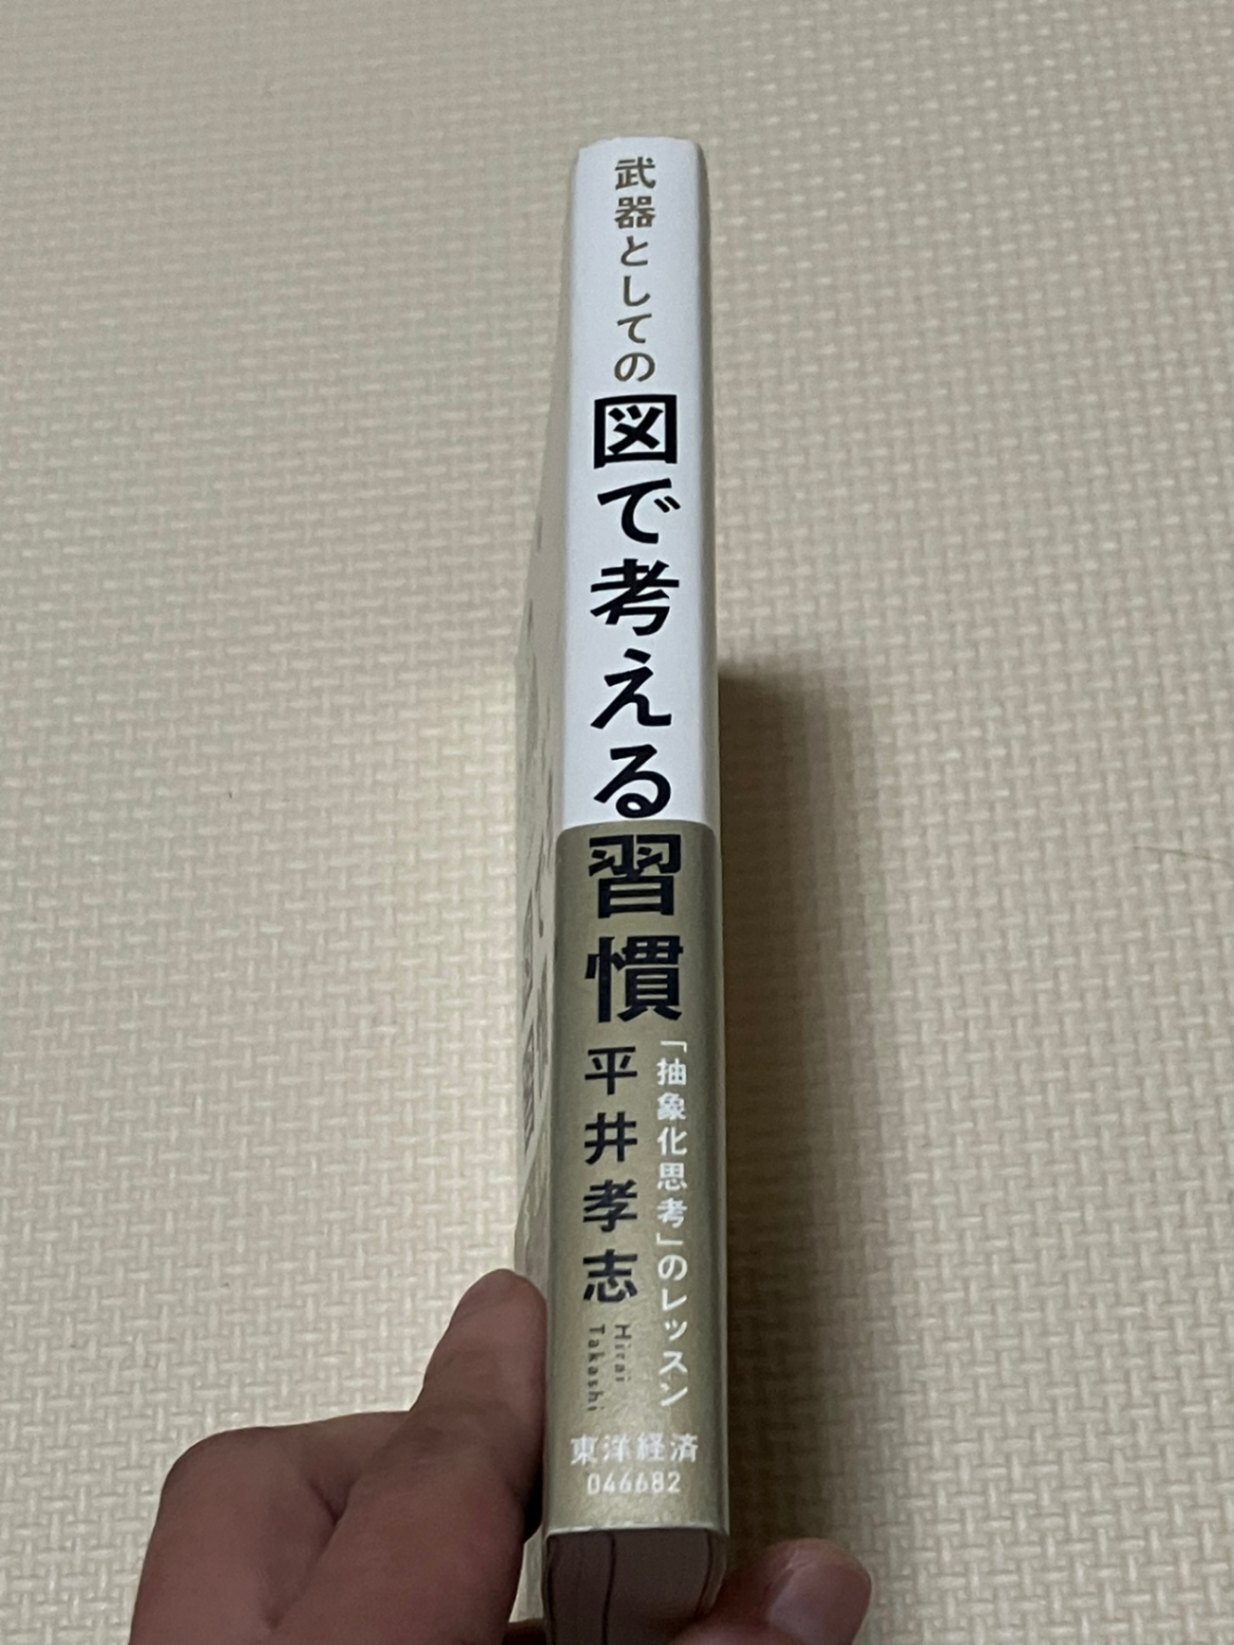 武器としての図で考える習慣
「抽象化思考」のレッスン
平井孝志
Hirai
Takashi
東洋経済
046682